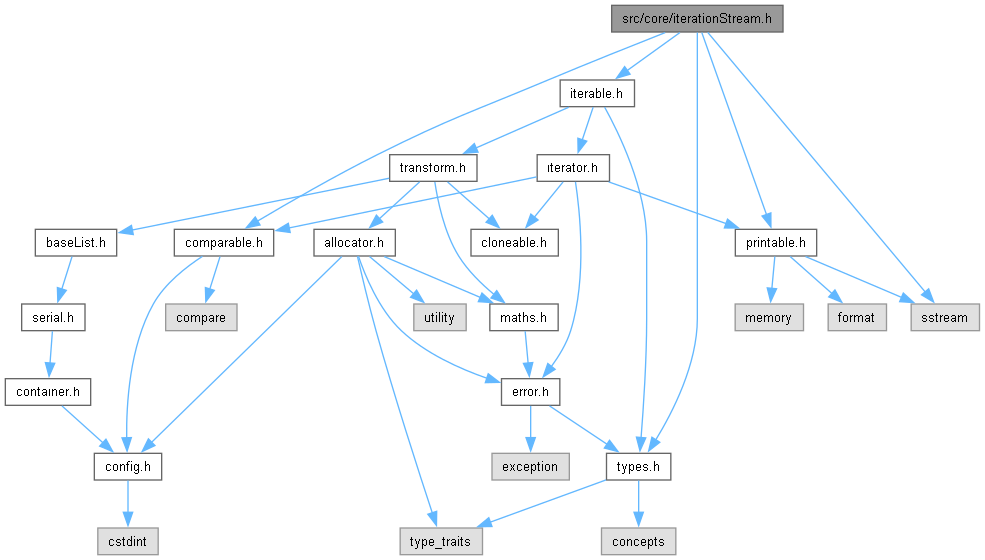 src/core/iterationStream.h
iterable.h
transform.h
iterator.h
baseList.h
comparable.h
allocator.h
cloneable.h
printable.h
serial.h
compare
utility
maths.h
memory
format
sstream
container.h
error.h
config.h
exception
types.h
cstdint
type_traits
concepts